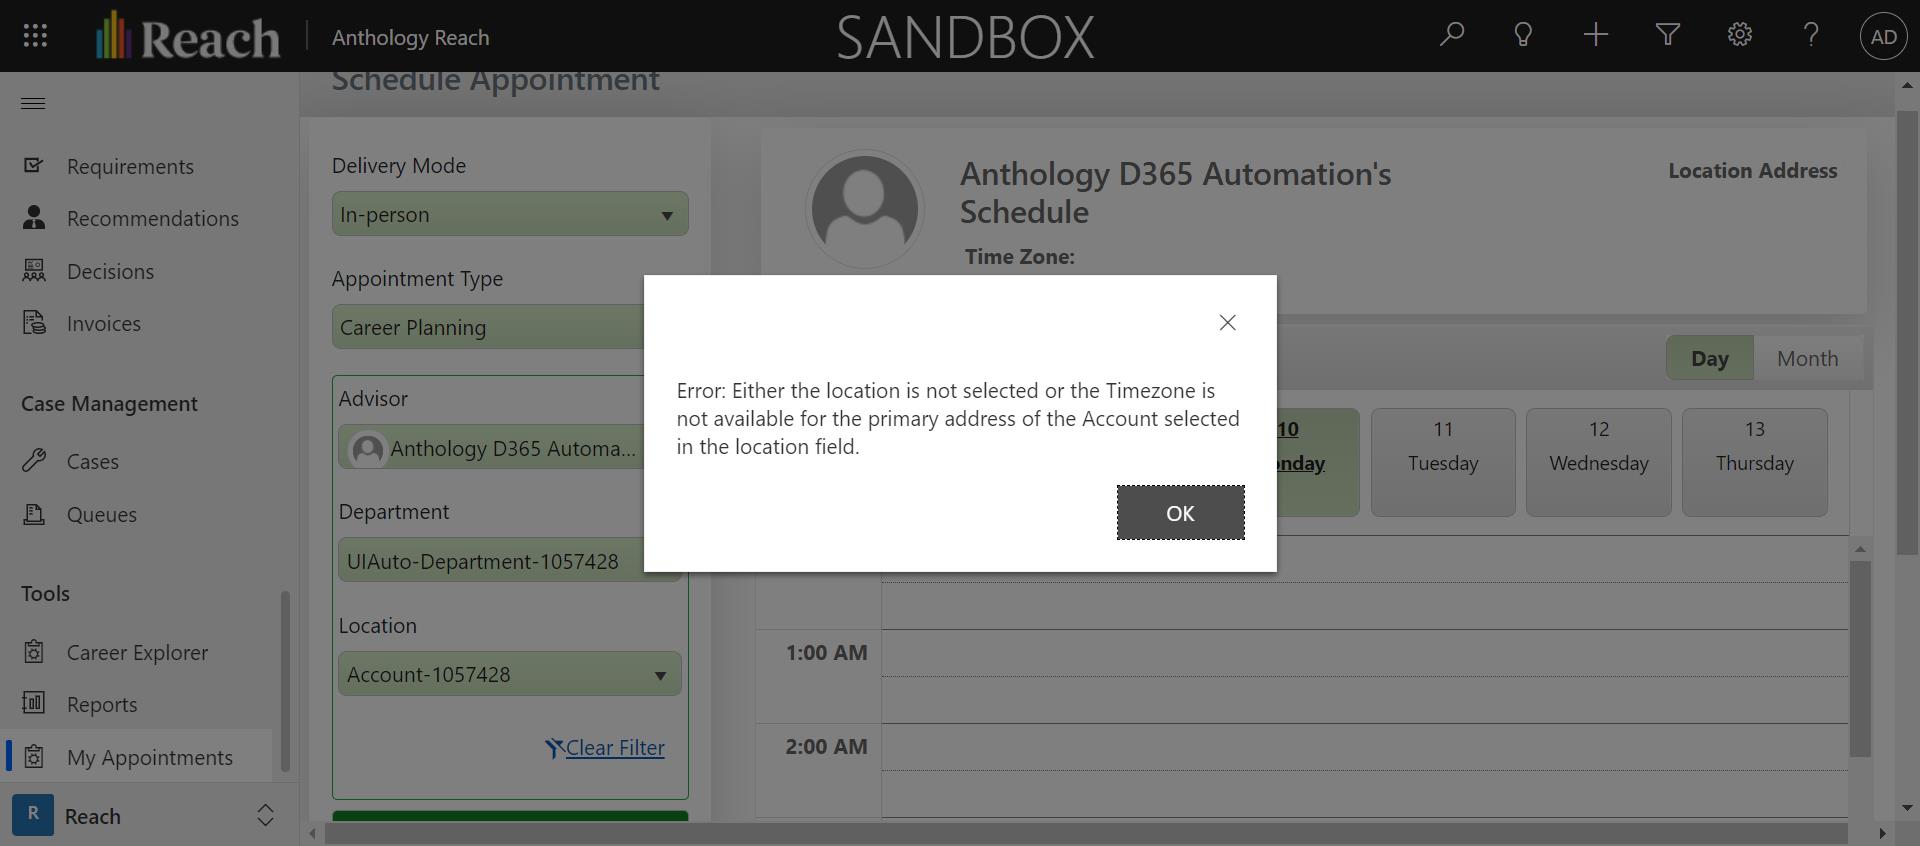 Reach
Anthology Reach
SANDBOX
AD
Schedule Appointment
Requirements
Recommendations
Decisions
Invoices
Case Management
Cases
Queues
Tools
Career Explorer
Reports
My Appointments
R
Reach
Delivery Mode
In-person
Appointment Type
Career Planning
Advisor
Anthology D365 Automa...
Department
UIAuto-Department-1057428
Location
Account-1057428
Clear Filter
Anthology D365 Automation's
Schedule
Time Zone:
Location Address
Error: Either the location is not selected or the Timezone is
not available for the primary address of the Account selected
in the location field.
OK
Day
Month
10
nday
11
Tuesday
12
Wednesday
13
Thursday
1:00 AM
2:00 AM